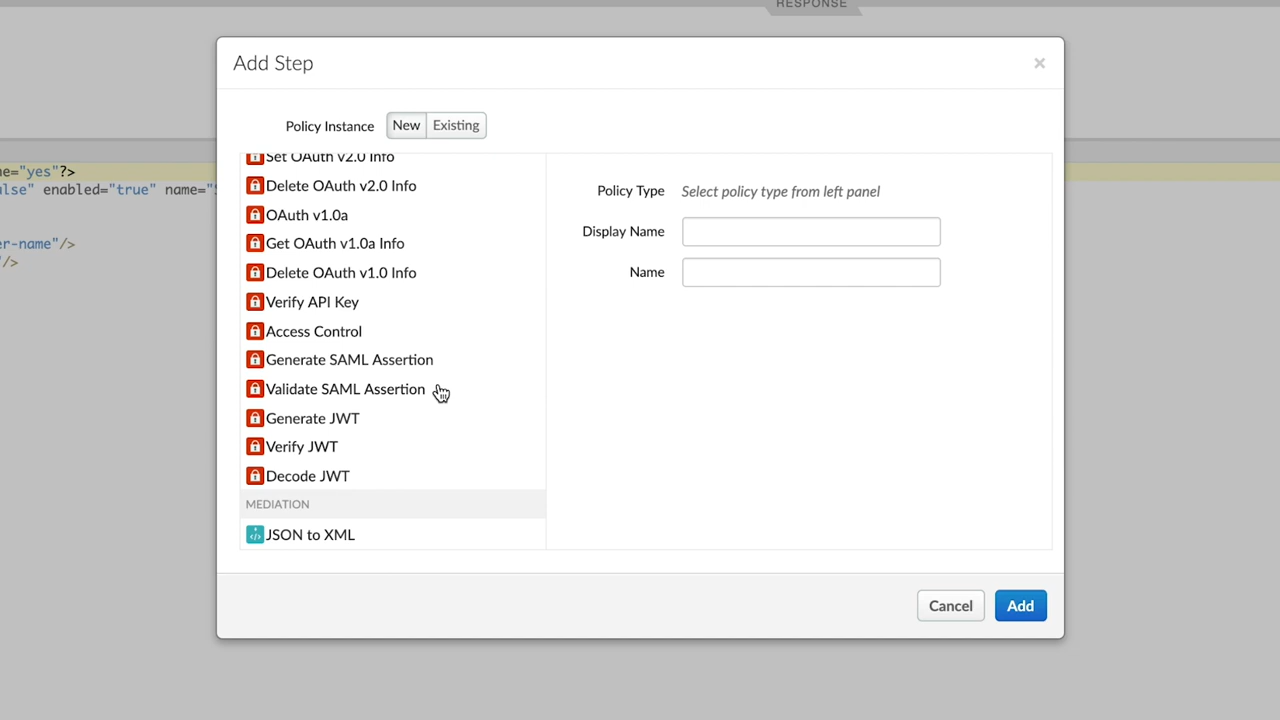 RESPONSE
Add Step
×
Policy Instance New Existing
Set OAuth v2.0 Info
Delete OAuth v2.0 Info
OAuth v1.0a
Get OAuth v1.0a Info
Delete OAuth v1.0 Info
Verify API Key
Access Control
Generate SAML Assertion
Validate SAML Assertion
Generate JWT
Verify JWT
Decode JWT
MEDIATION
JSON to XML
Policy Type Select policy type from left panel
Display Name
Name
Cancel Add
ne="yes"?>
alse" enabled="true" name="
er-name"/>
"/>